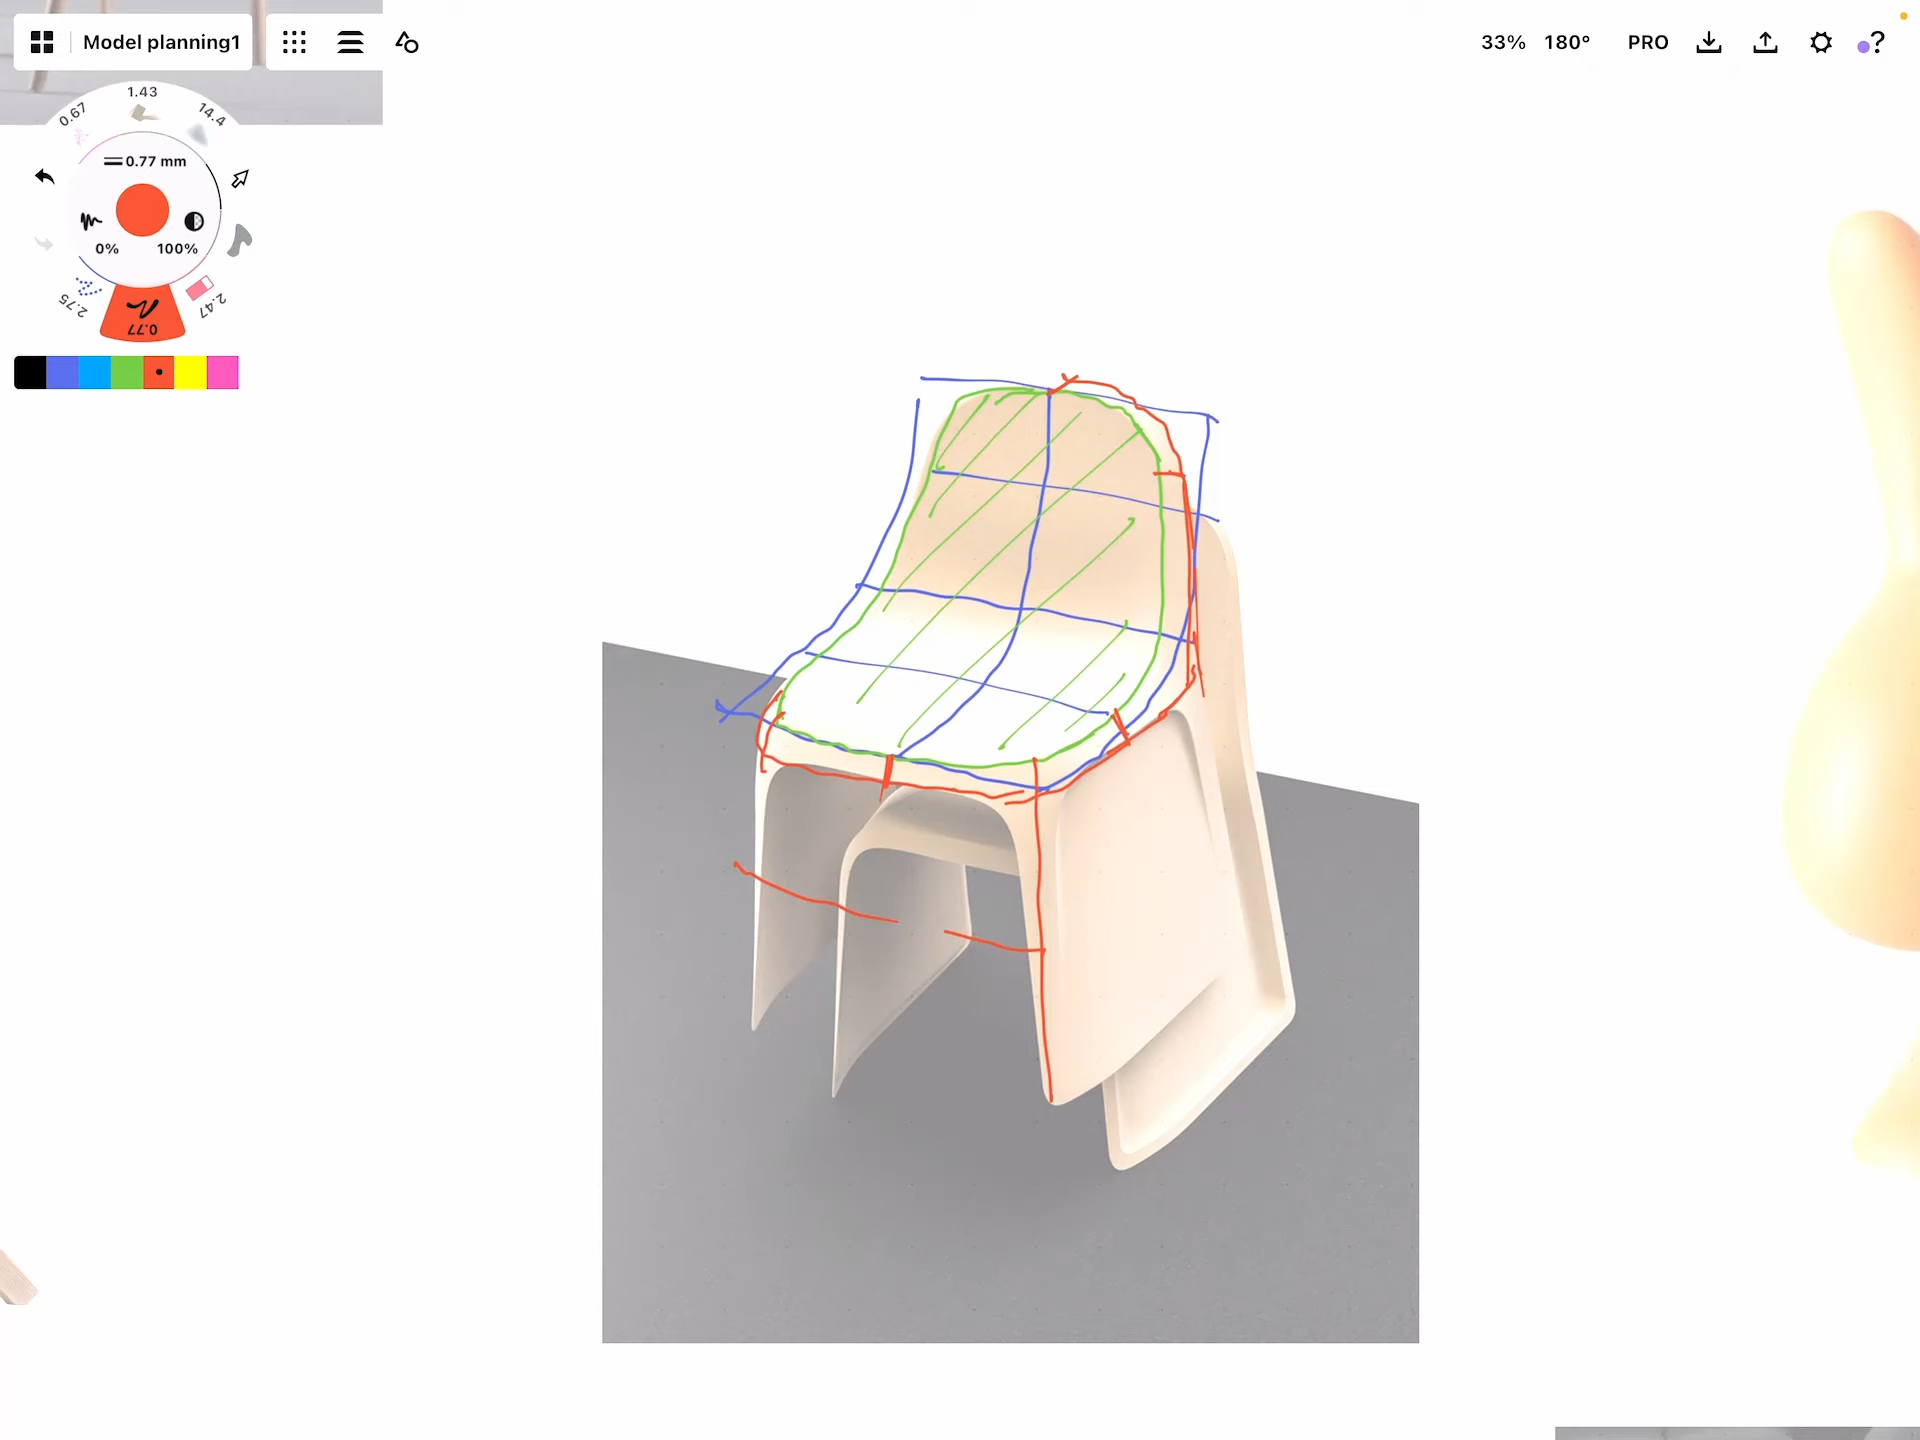 Model planning1
33% 180° PRO ?
0.67 1.43 14.4
0.77 mm
0% 100%
2.75 0.77 2.47